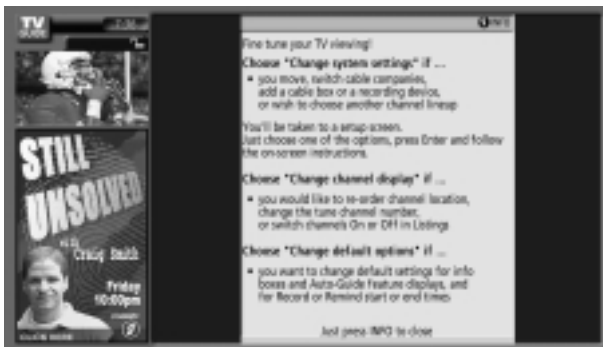 TV
GUIDE
INFO
Fine tune your TV viewing!
Choose "Change system settings" if ...
• you move, switch cable companies,
add a cable box or a recording device,
or wish to choose another channel lineup
You'll be taken to a setup screen.
Just choose one of the options, press Enter and follow
the on-screen instructions.
Choose "Change channel display" if ...
• you would like to re-order channel location,
change the tune channel number,
or switch channels On or Off in Listings
Choose "Change default options" if ...
• you want to change default settings for info
boxes and Auto-Guide feature displays, and
for Record or Remind start or end times
Just press INFO to close
STILL
UNSOLVED
with
Craig Smith
Friday
10:00pm
CLICK HERE